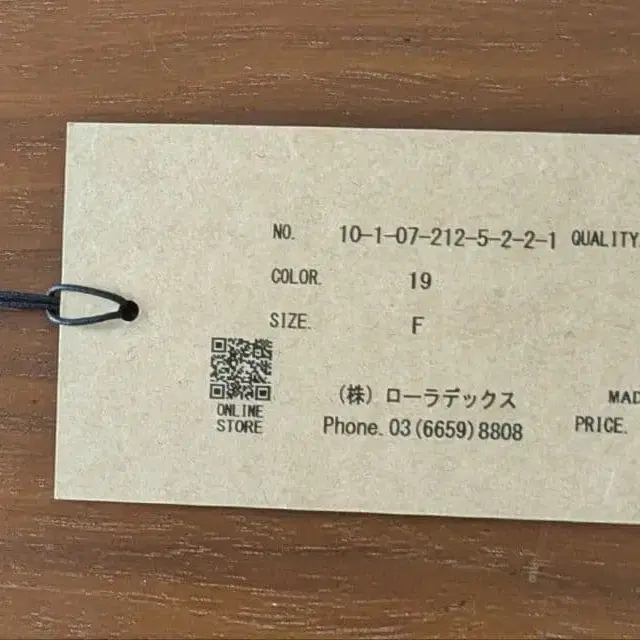 NO. 10-1-07-212-5-2-2-1 QUALITY.
COLOR. 19
SIZE. F
ONLINE
STORE
(株) ローラデックス
Phone. 03(6659)8808
MAD
PRICE.